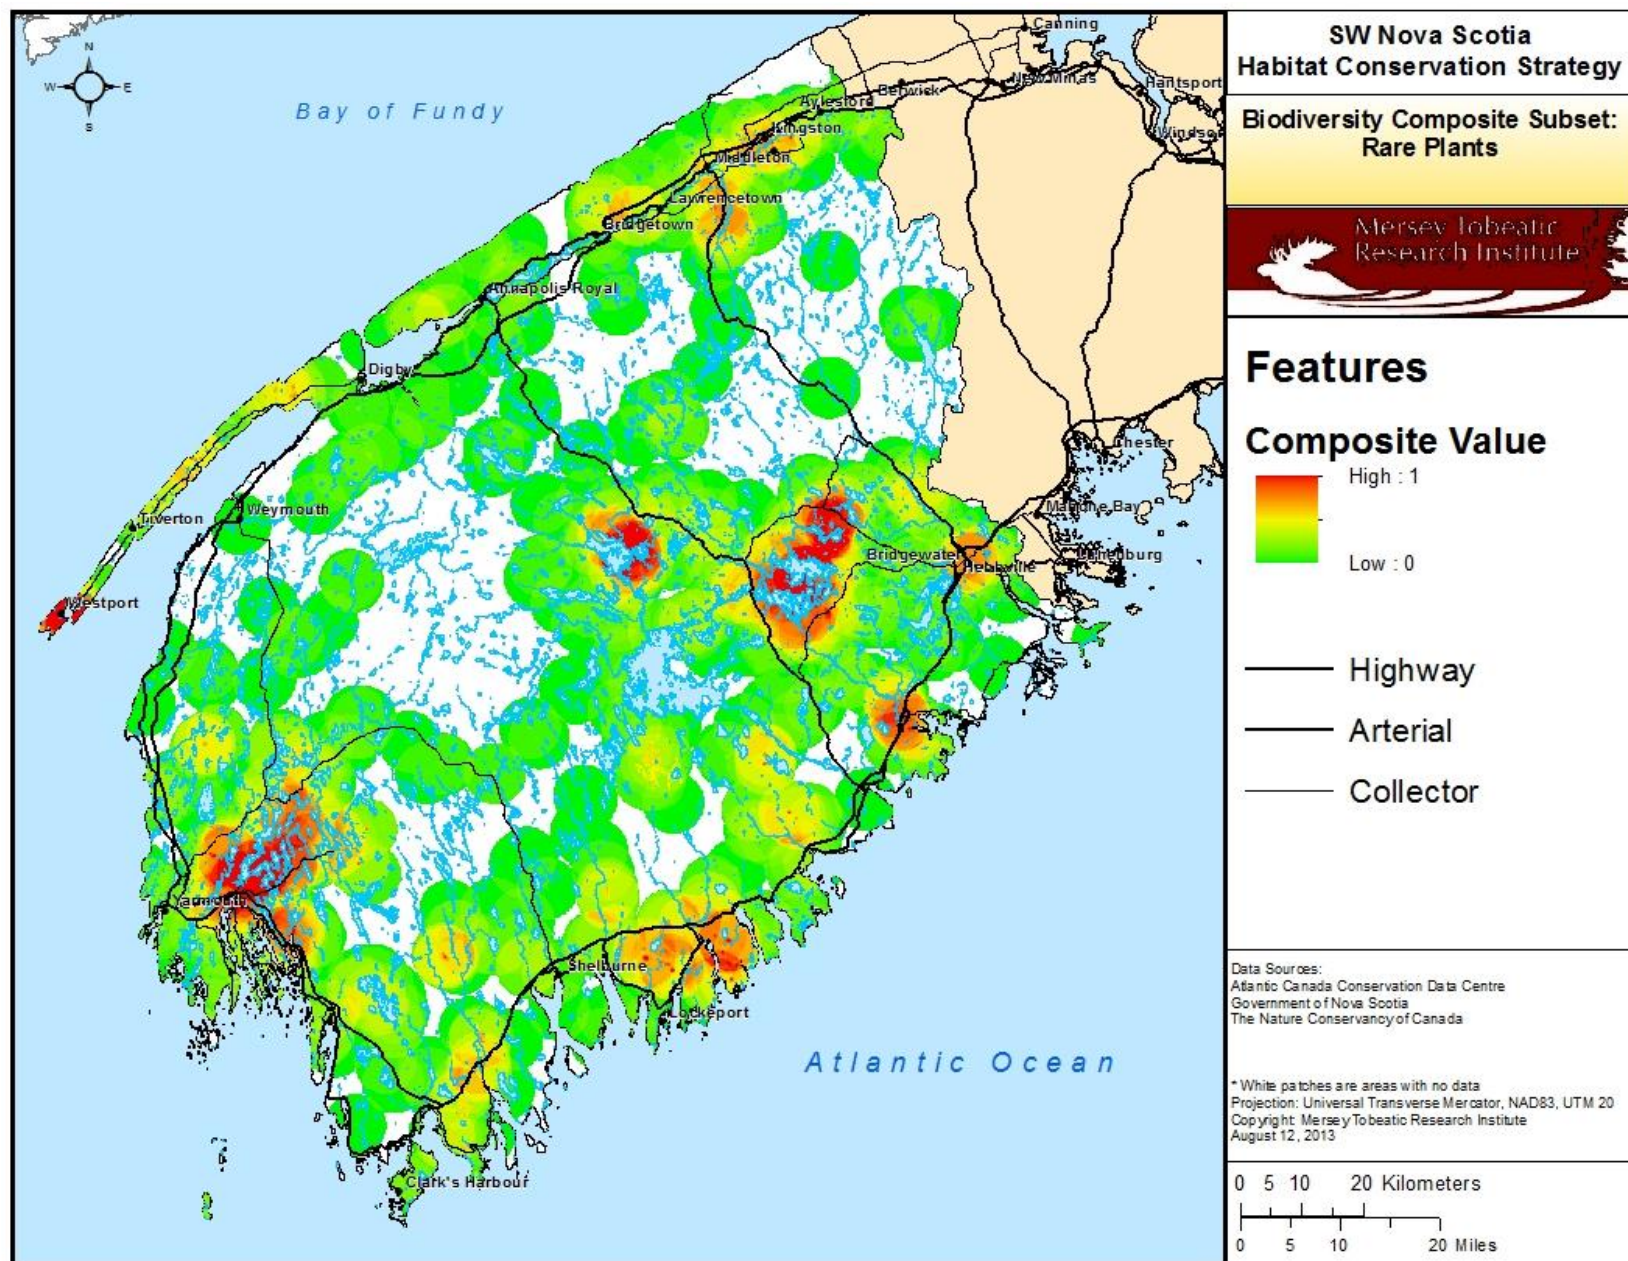 N
W
E
S
Bay of Fundy
Canning
New Minas
Hantsport
Berwick
Aylesford
Kingston
Windsor
Middleton
Lawrencetown
Bridgetown
Annapolis Royal
Digby
Chester
Weymouth
Tiverton
Mahone Bay
Bridgewater
Lunenburg
Hebbville
Westport
Yarmouth
Shelburne
Lockeport
Atlantic Ocean
Clark's Harbour
SW Nova Scotia
Habitat Conservation Strategy
Biodiversity Composite Subset:
Rare Plants
Mersey Tobeatic
Research Institute
Features
Composite Value
High : 1
Low : 0
Highway
Arterial
Collector
Data Sources:
Atlantic Canada Conservation Data Centre
Government of Nova Scotia
The Nature Conservancy of Canada
* White patches are areas with no data
Projection: Universal Transverse Mercator, NAD83, UTM 20
Copyright: Mersey Tobeatic Research Institute
August 12, 2013
0 5 10 20 Kilometers
0 5 10 20 Miles